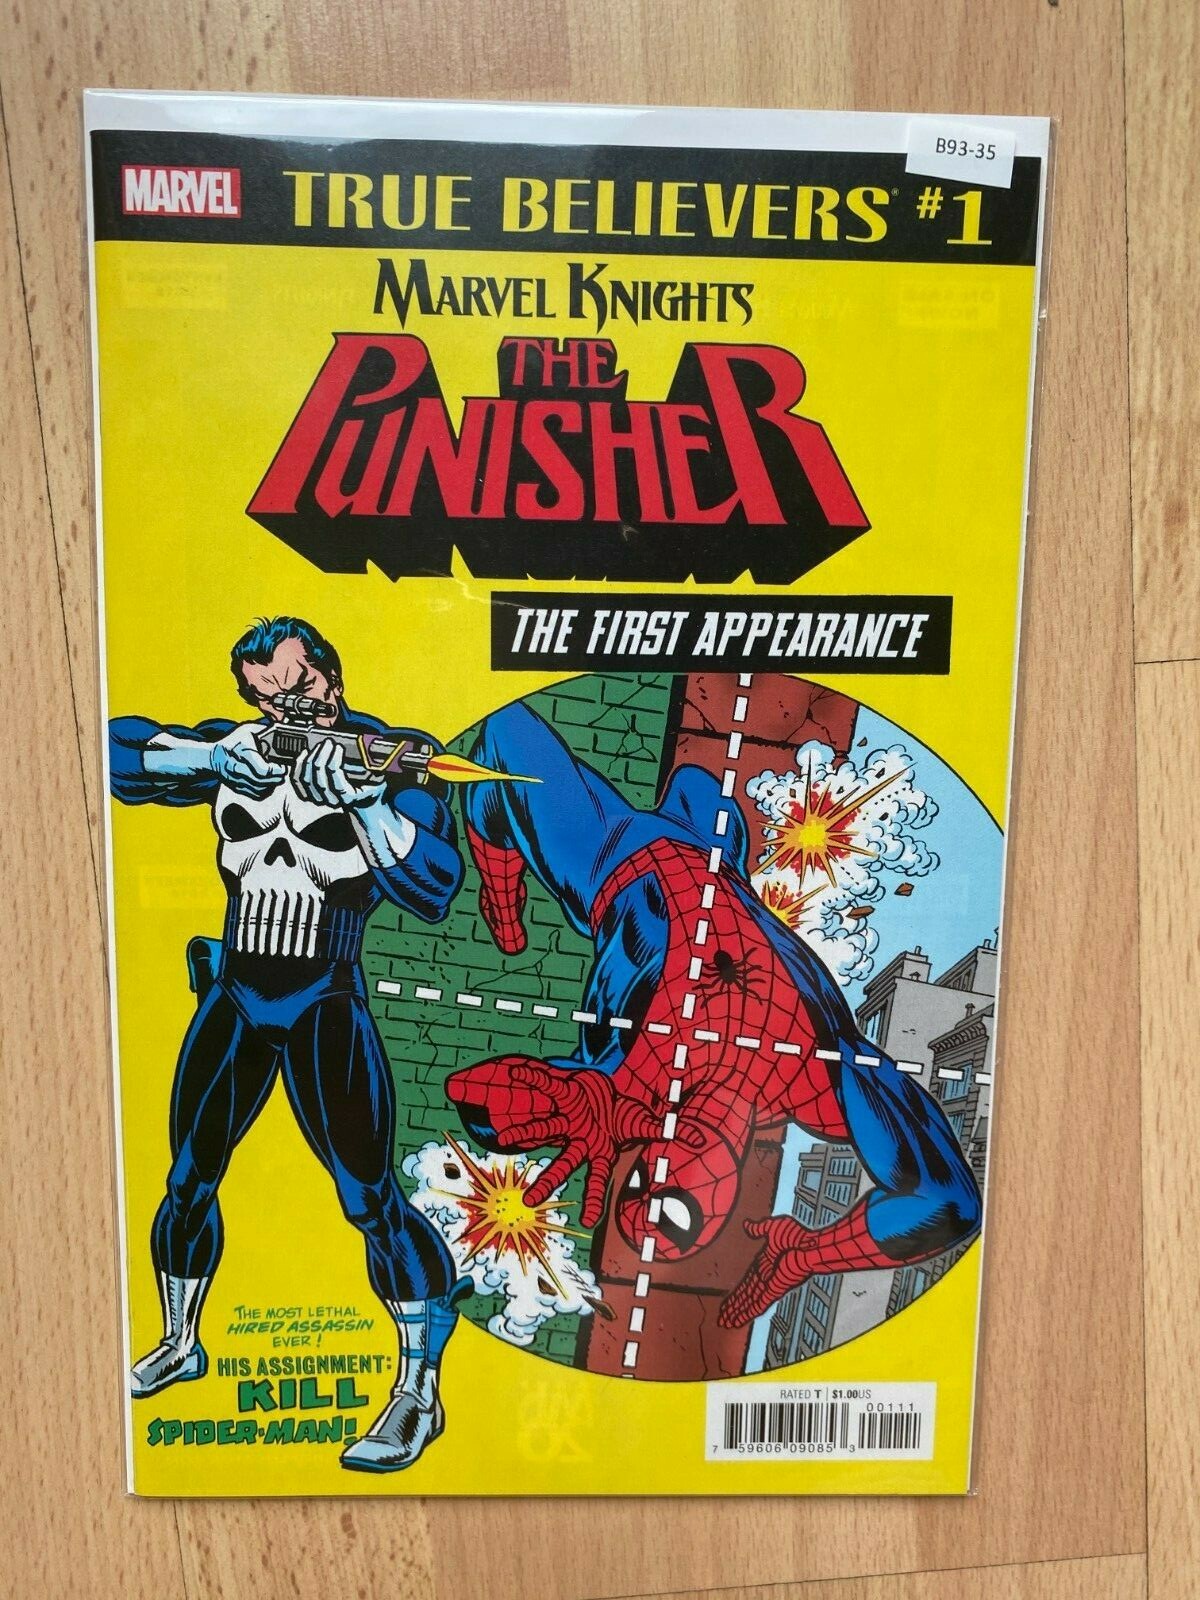 B93-35
MARVEL
TRUE BELIEVERS® #1
MARVEL KNIGHTS
THE
PUNISHER
THE FIRST APPEARANCE
THE MOST LETHAL
HIRED ASSASSIN
EVER!
HIS ASSIGNMENT:
KILL
SPIDER-MAN!
RATED T $1.00US
00111
7 59606 09085 3